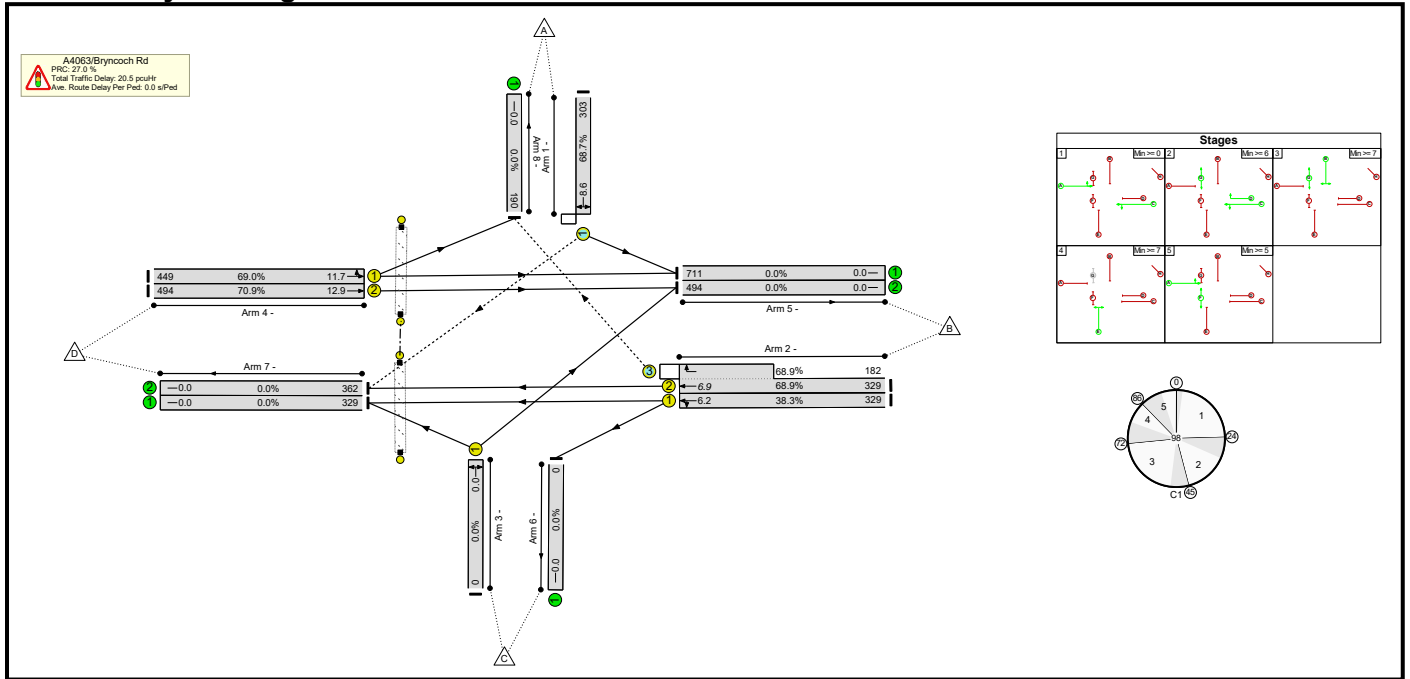 A4063/Bryncoch Rd
PRC: 27.0 %
Total Traffic Delay: 20.5 pcuHr
Ave. Route Delay Per Ped: 0.0 s/Ped
A
1
0.0 0.0% 190
Arm 8 -
Arm 1 -
303 68.7% 8.6
1
449 69.0% 11.7 1
494 70.9% 12.9 2
Arm 4 -
711 0.0% 0.0 1
494 0.0% 0.0 2
Arm 5 -
D
B
Arm 7 -
2 0.0 0.0% 362
1 0.0 0.0% 329
Arm 2 -
3 68.9% 182
2 6.9 68.9% 329
1 6.2 38.3% 329
1
0.0 0.0% 0
Arm 3 -
Arm 6 -
0 0.0% 0.0
1
C
Stages
1 Min >= 0
2 Min >= 6
3 Min >= 7
4 Min >= 7
5 Min >= 5
0
86
5
1
4
72
98
24
3
2
C1 45